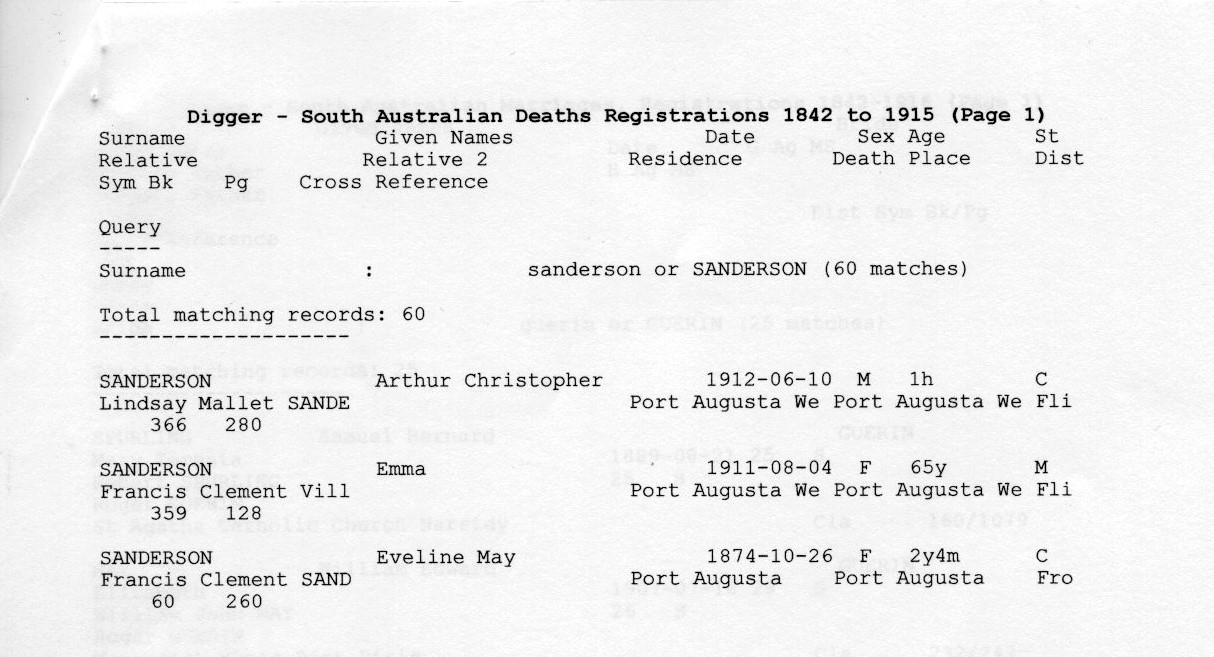 Digger - South Australian Deaths Registrations 1842 to 1915 (Page 1)
Surname Given Names Date Sex Age St
Relative Relative 2 Residence Death Place Dist
Sym Bk Pg Cross Reference
Query
-----
Surname : sanderson or SANDERSON (60 matches)
Total matching records: 60
--------------------
SANDERSON Arthur Christopher 1912-06-10 M 1h C
Lindsay Mallet SANDE Port Augusta We Port Augusta We Fli
366 280
SANDERSON Emma 1911-08-04 F 65y M
Francis Clement Vill Port Augusta We Port Augusta We Fli
359 128
SANDERSON Eveline May 1874-10-26 F 2y4m C
Francis Clement SAND Port Augusta Port Augusta Fro
60 260